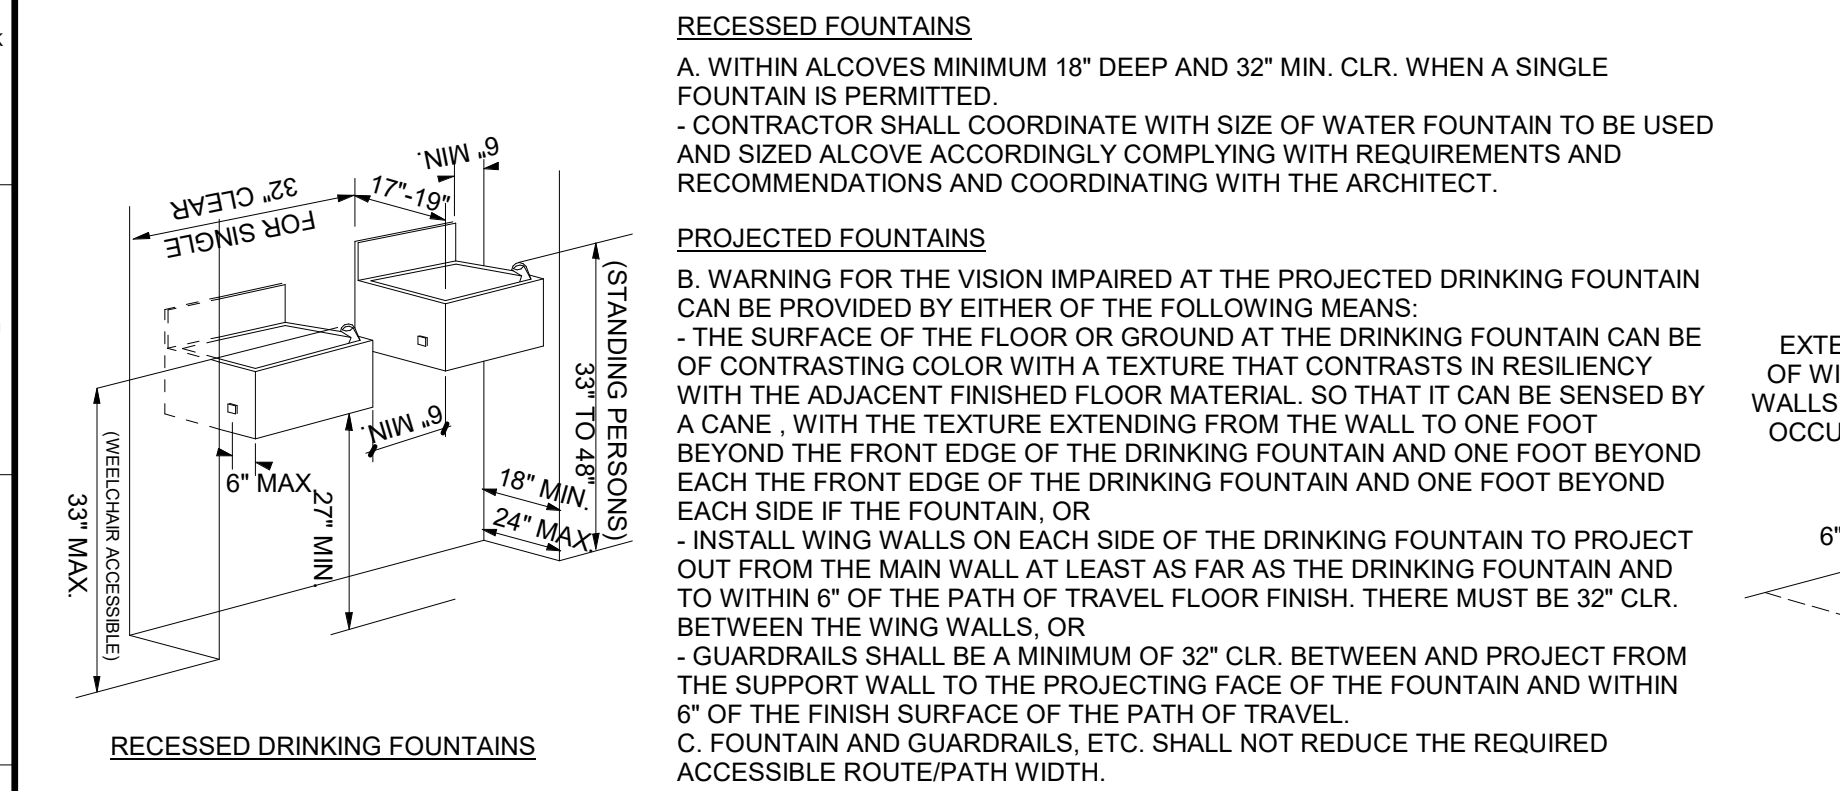 RECESSED FOUNTAINS
A. WITHIN ALCOVES MINIMUM 18" DEEP AND 32" MIN. CLR. WHEN A SINGLE
FOUNTAIN IS PERMITTED.
- CONTRACTOR SHALL COORDINATE WITH SIZE OF WATER FOUNTAIN TO BE USED
AND SIZED ALCOVE ACCORDINGLY COMPLYING WITH REQUIREMENTS AND
RECOMMENDATIONS AND COORDINATING WITH THE ARCHITECT.
PROJECTED FOUNTAINS
B. WARNING FOR THE VISION IMPAIRED AT THE PROJECTED DRINKING FOUNTAIN
CAN BE PROVIDED BY EITHER OF THE FOLLOWING MEANS:
- THE SURFACE OF THE FLOOR OR GROUND AT THE DRINKING FOUNTAIN CAN BE
OF CONTRASTING COLOR WITH A TEXTURE THAT CONTRASTS IN RESILIENCY
WITH THE ADJACENT FINISHED FLOOR MATERIAL. SO THAT IT CAN BE SENSED BY
A CANE , WITH THE TEXTURE EXTENDING FROM THE WALL TO ONE FOOT
BEYOND THE FRONT EDGE OF THE DRINKING FOUNTAIN AND ONE FOOT BEYOND
EACH THE FRONT EDGE OF THE DRINKING FOUNTAIN AND ONE FOOT BEYOND
EACH SIDE IF THE FOUNTAIN, OR
- INSTALL WING WALLS ON EACH SIDE OF THE DRINKING FOUNTAIN TO PROJECT
OUT FROM THE MAIN WALL AT LEAST AS FAR AS THE DRINKING FOUNTAIN AND
TO WITHIN 6" OF THE PATH OF TRAVEL FLOOR FINISH. THERE MUST BE 32" CLR.
BETWEEN THE WING WALLS, OR
- GUARDRAILS SHALL BE A MINIMUM OF 32" CLR. BETWEEN AND PROJECT FROM
THE SUPPORT WALL TO THE PROJECTING FACE OF THE FOUNTAIN AND WITHIN
6" OF THE FINISH SURFACE OF THE PATH OF TRAVEL.
C. FOUNTAIN AND GUARDRAILS, ETC. SHALL NOT REDUCE THE REQUIRED
ACCESSIBLE ROUTE/PATH WIDTH.
6" MIN.
32" CLEAR
FOR SINGLE
17"-19"
(STANDING PERSONS)
33" TO 48"
6" MIN.
6" MAX.
18" MIN.
24" MAX.
27" MIN.
(WEELCHAIR ACCESSIBLE)
33" MAX.
RECESSED DRINKING FOUNTAINS
OF
WALLS
6"